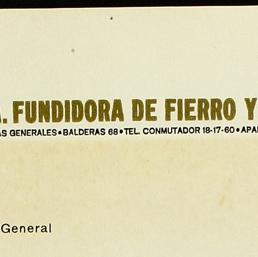 . FUNDIDORA DE FIERRO Y
AS GENERALES • BALDERAS 68 • TEL. CONMUTADOR 18-17-60 • APA
General